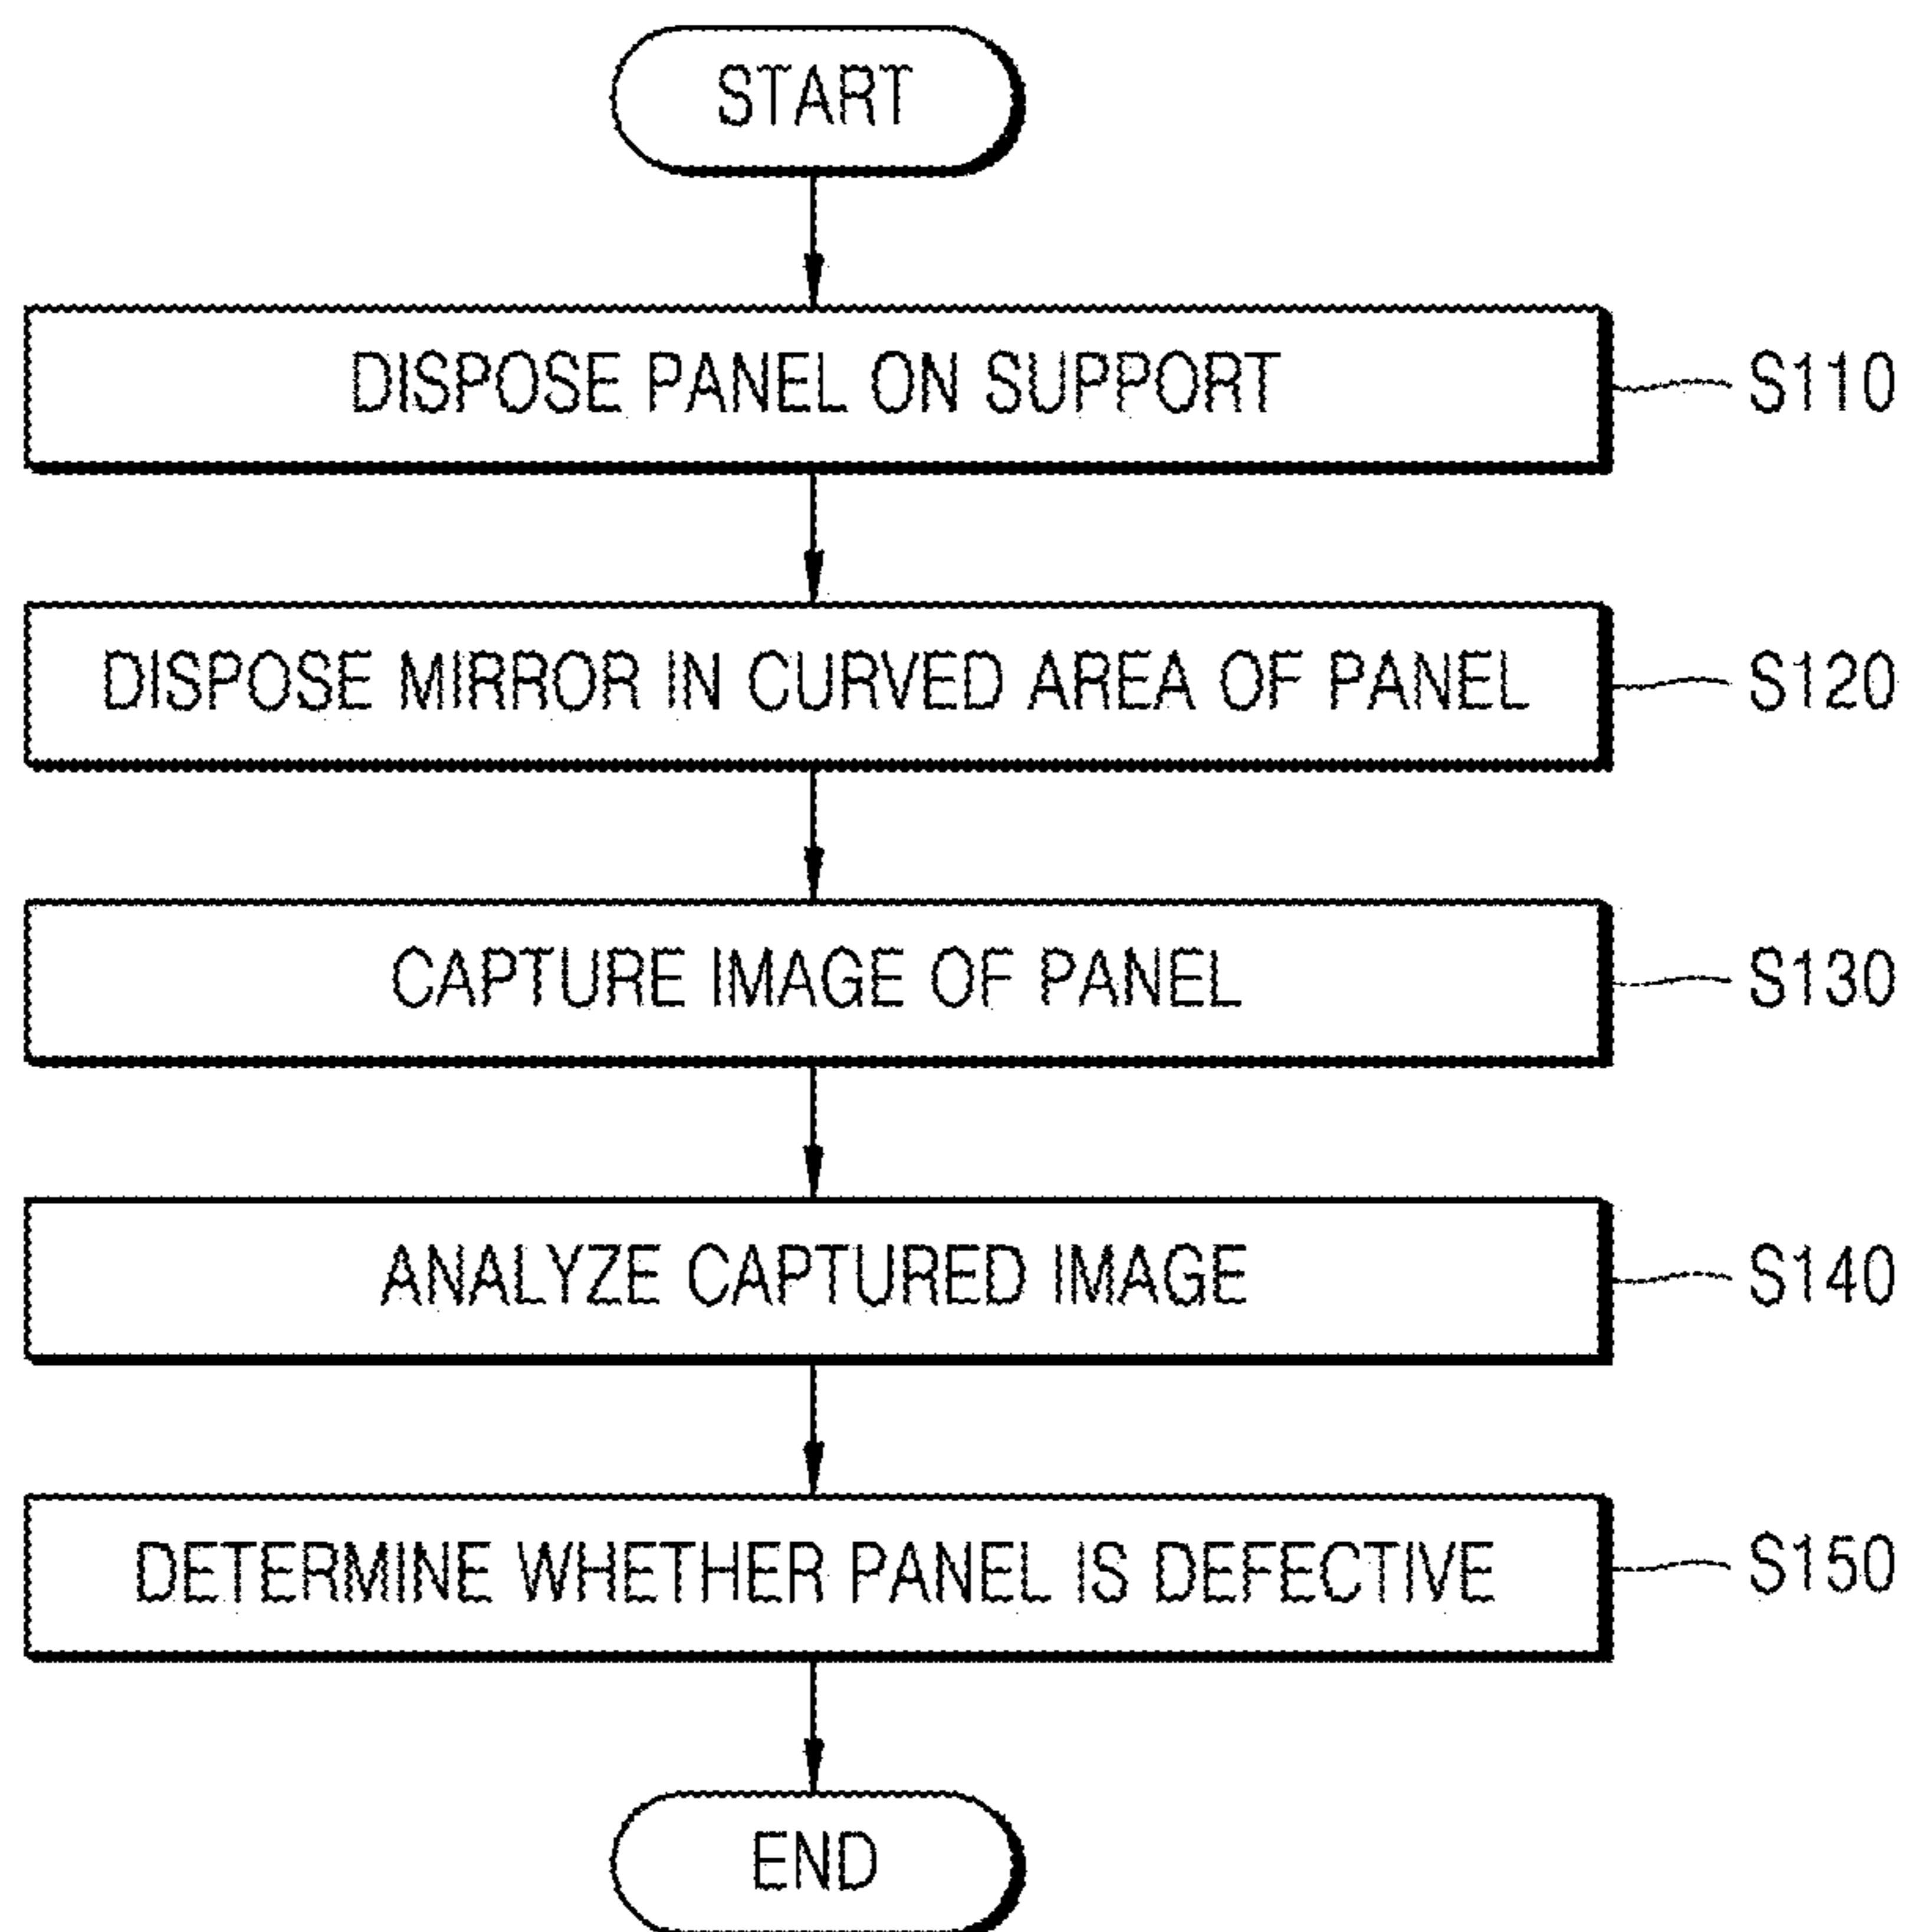 START
DISPOSE PANEL ON SUPPORT S110
DISPOSE MIRROR IN CURVED AREA OF PANEL S120
CAPTURE IMAGE OF PANEL S130
ANALYZE CAPTURED IMAGE S140
DETERMINE WHETHER PANEL IS DEFECTIVE S150
END